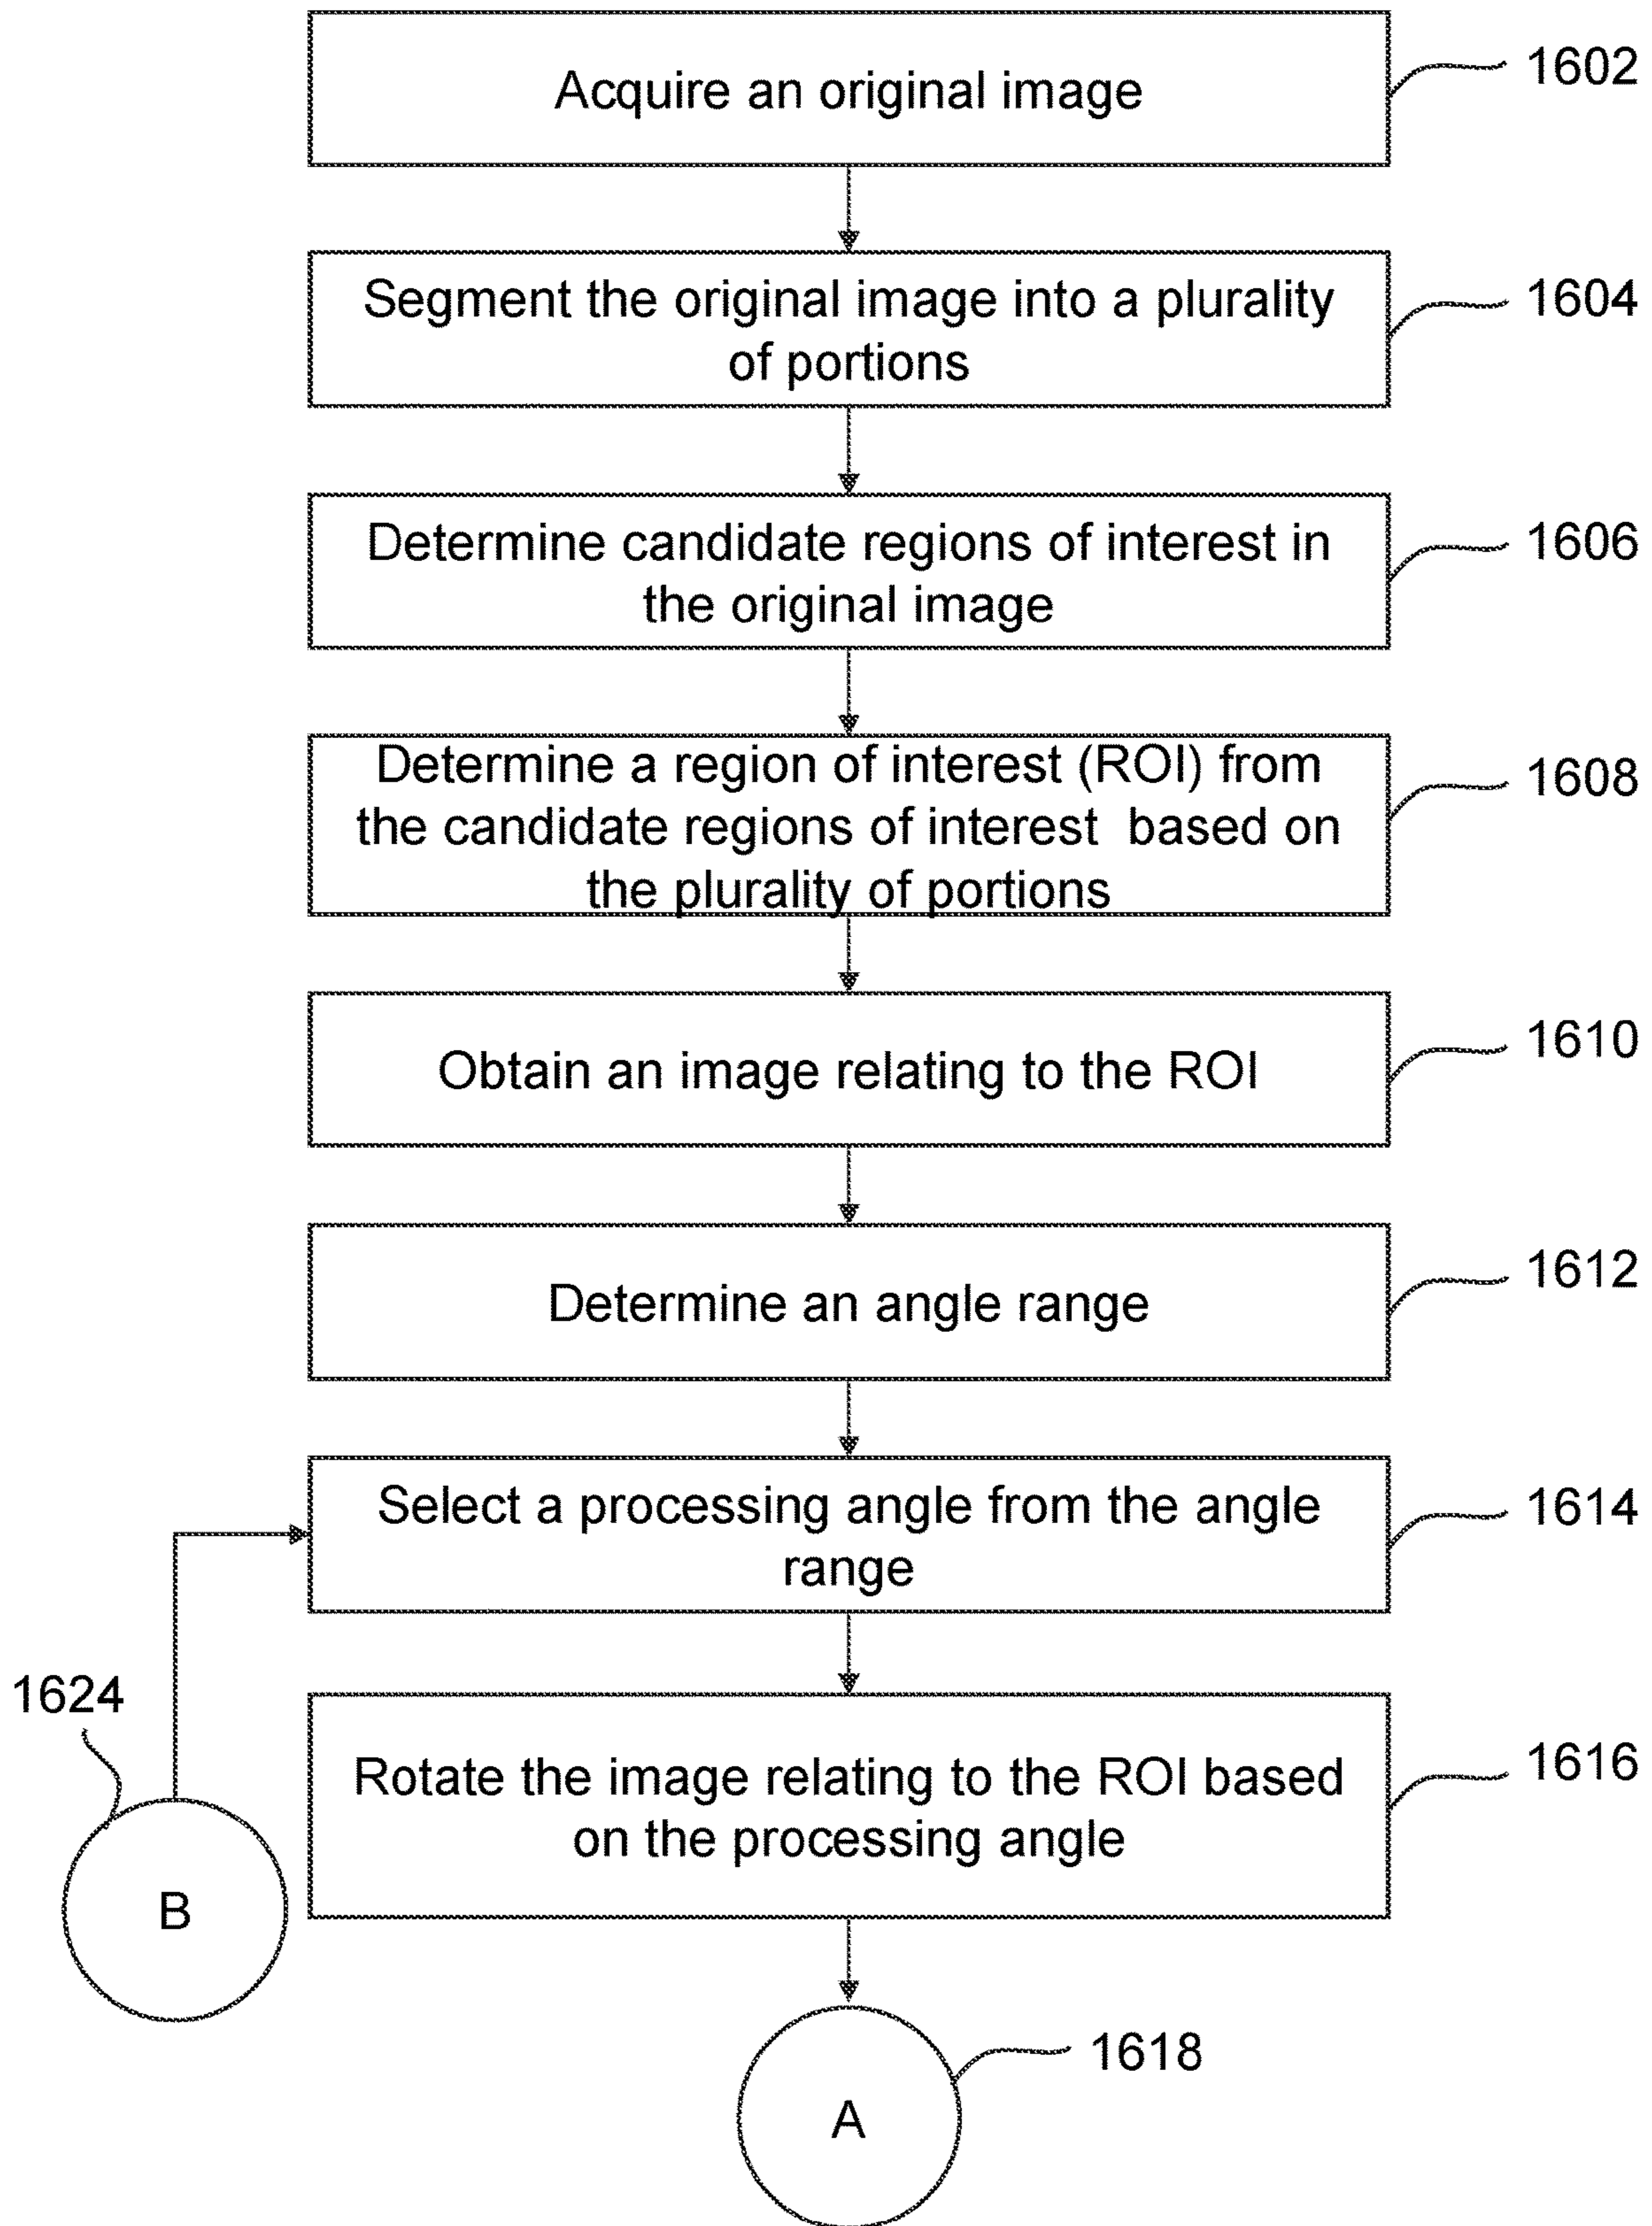 Acquire an original image
1602
Segment the original image into a plurality
of portions
1604
Determine candidate regions of interest in
the original image
1606
Determine a region of interest (ROI) from
the candidate regions of interest  based on
the plurality of portions
1608
Obtain an image relating to the ROI
1610
Determine an angle range
1612
Select a processing angle from the angle
range
1614
1624
B
Rotate the image relating to the ROI based
on the processing angle
1616
A
1618